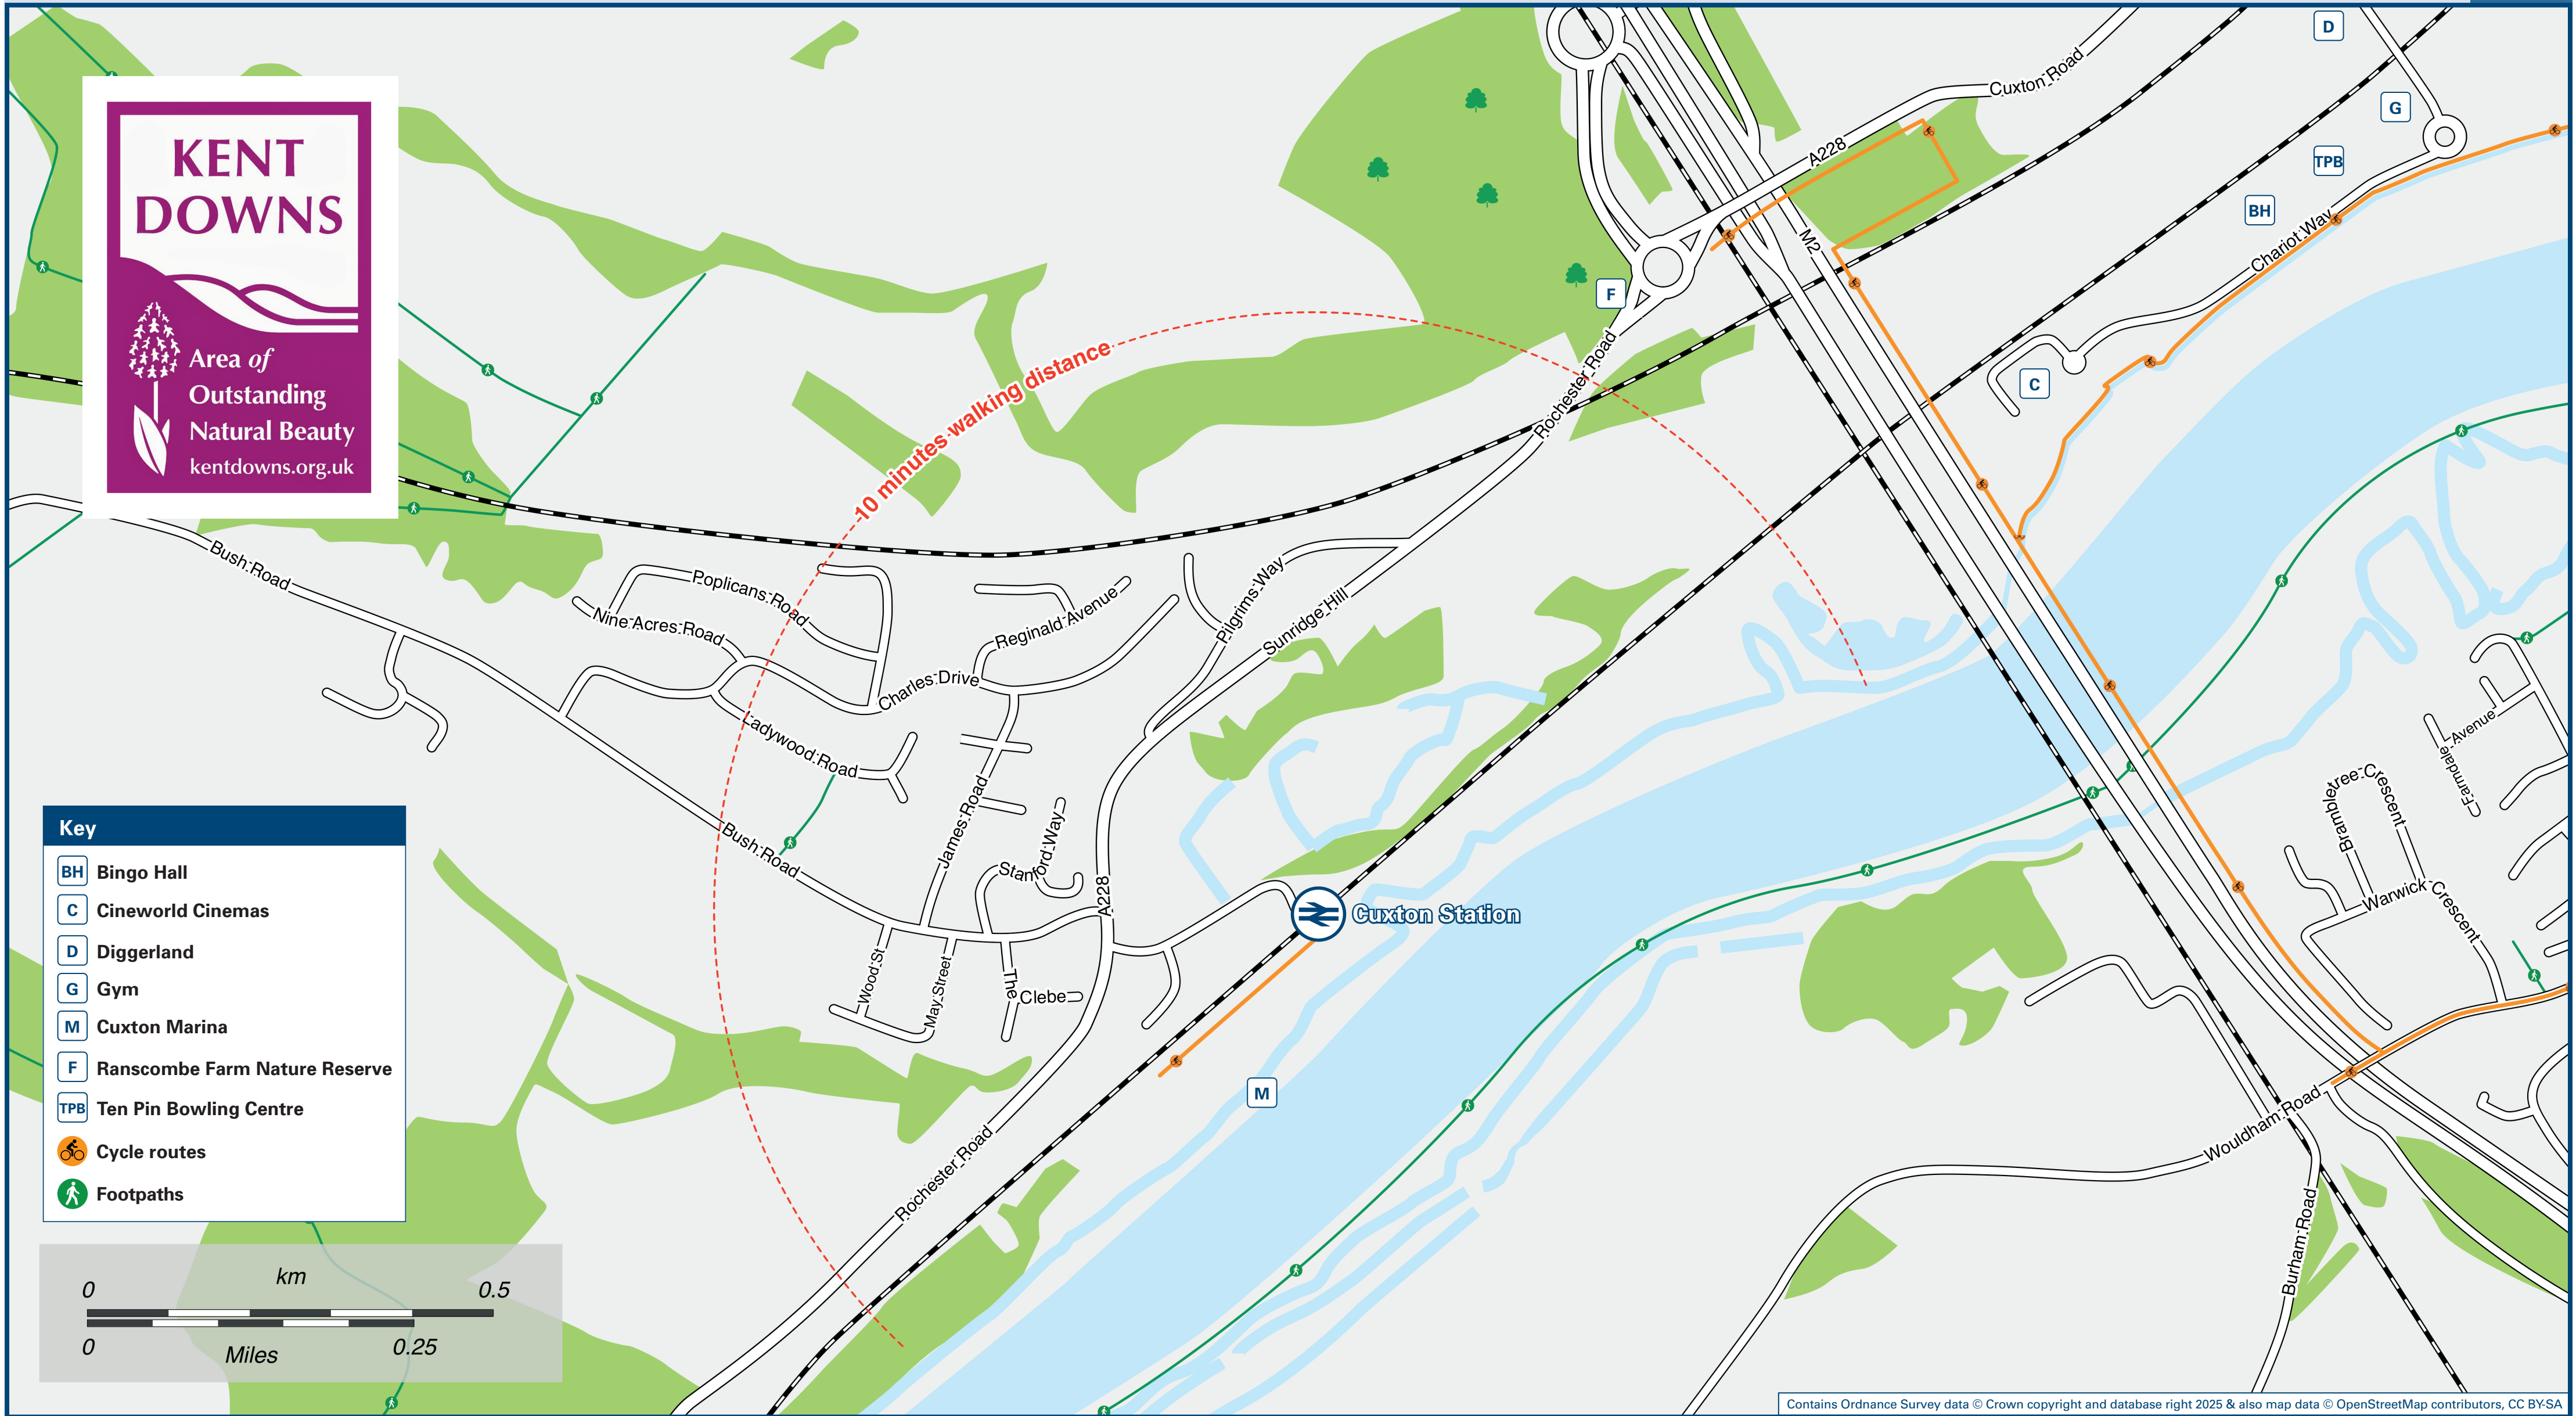 KENT
DOWNS
Area of
Outstanding
Natural Beauty
kentdowns.org.uk
D
Cuxton Road
G
A228
TPB
BH
M2
Chariot Way
F
C
Rochester Road
10 minutes walking distance
Bush Road
Poplicans Road
Nine Acres Road
Reginald Avenue
Pilgrims Way
Sunridge Hill
Charles Drive
Ladywood Road
James Road
Bush Road
Stanford Way
A228
Cuxton Station
Wood St
May Street
The
Clebe
M
Rochester Road
Farndale Avenue
Brambletree Crescent
Warwick Crescent
Wouldham Road
Burham Road
Key
BH Bingo Hall
C Cineworld Cinemas
D Diggerland
G Gym
M Cuxton Marina
F Ranscombe Farm Nature Reserve
TPB Ten Pin Bowling Centre
Cycle routes
Footpaths
km
0 0.5
0 0.25
Miles
Contains Ordnance Survey data © Crown copyright and database right 2025 & also map data © OpenStreetMap contributors, CC BY-SA